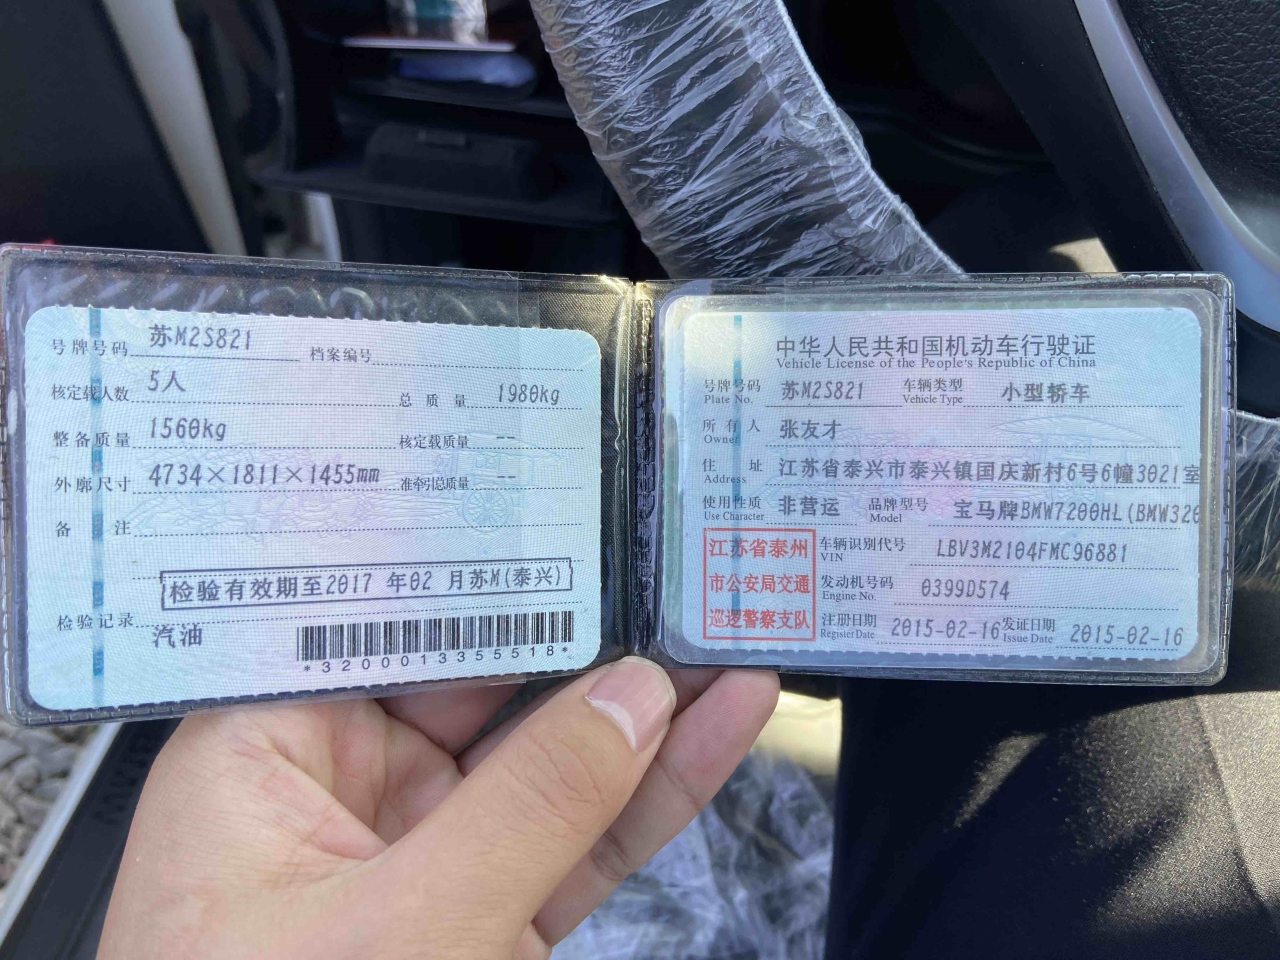 号牌号码 苏M2S821 档案编号
核定载人数 5人 总质量 1980kg
整备质量 1560kg 核定载质量 --
外廓尺寸 4734×1811×1455mm 准牵引总质量 --
备注
检验有效期至2017 年02 月苏M(泰兴)
检验记录 汽油
*3200013355518*
中华人民共和国机动车行驶证
Vehicle License of the People's Republic of China
号牌号码 苏M2S821 车辆类型 小型轿车
Plate No. Vehicle Type
所有人 张友才
Owner
住址 江苏省泰兴市泰兴镇国庆新村6号6幢3021室
Address
使用性质 非营运 品牌型号 宝马牌BMW7200HL(BMW320
Use Character Model
江苏省泰州
市公安局交通
巡逻警察支队
车辆识别代号 LBV3M2104FMC96881
VIN
发动机号码 0399D574
Engine No.
注册日期 2015-02-16 发证日期 2015-02-16
Register Date Issue Date